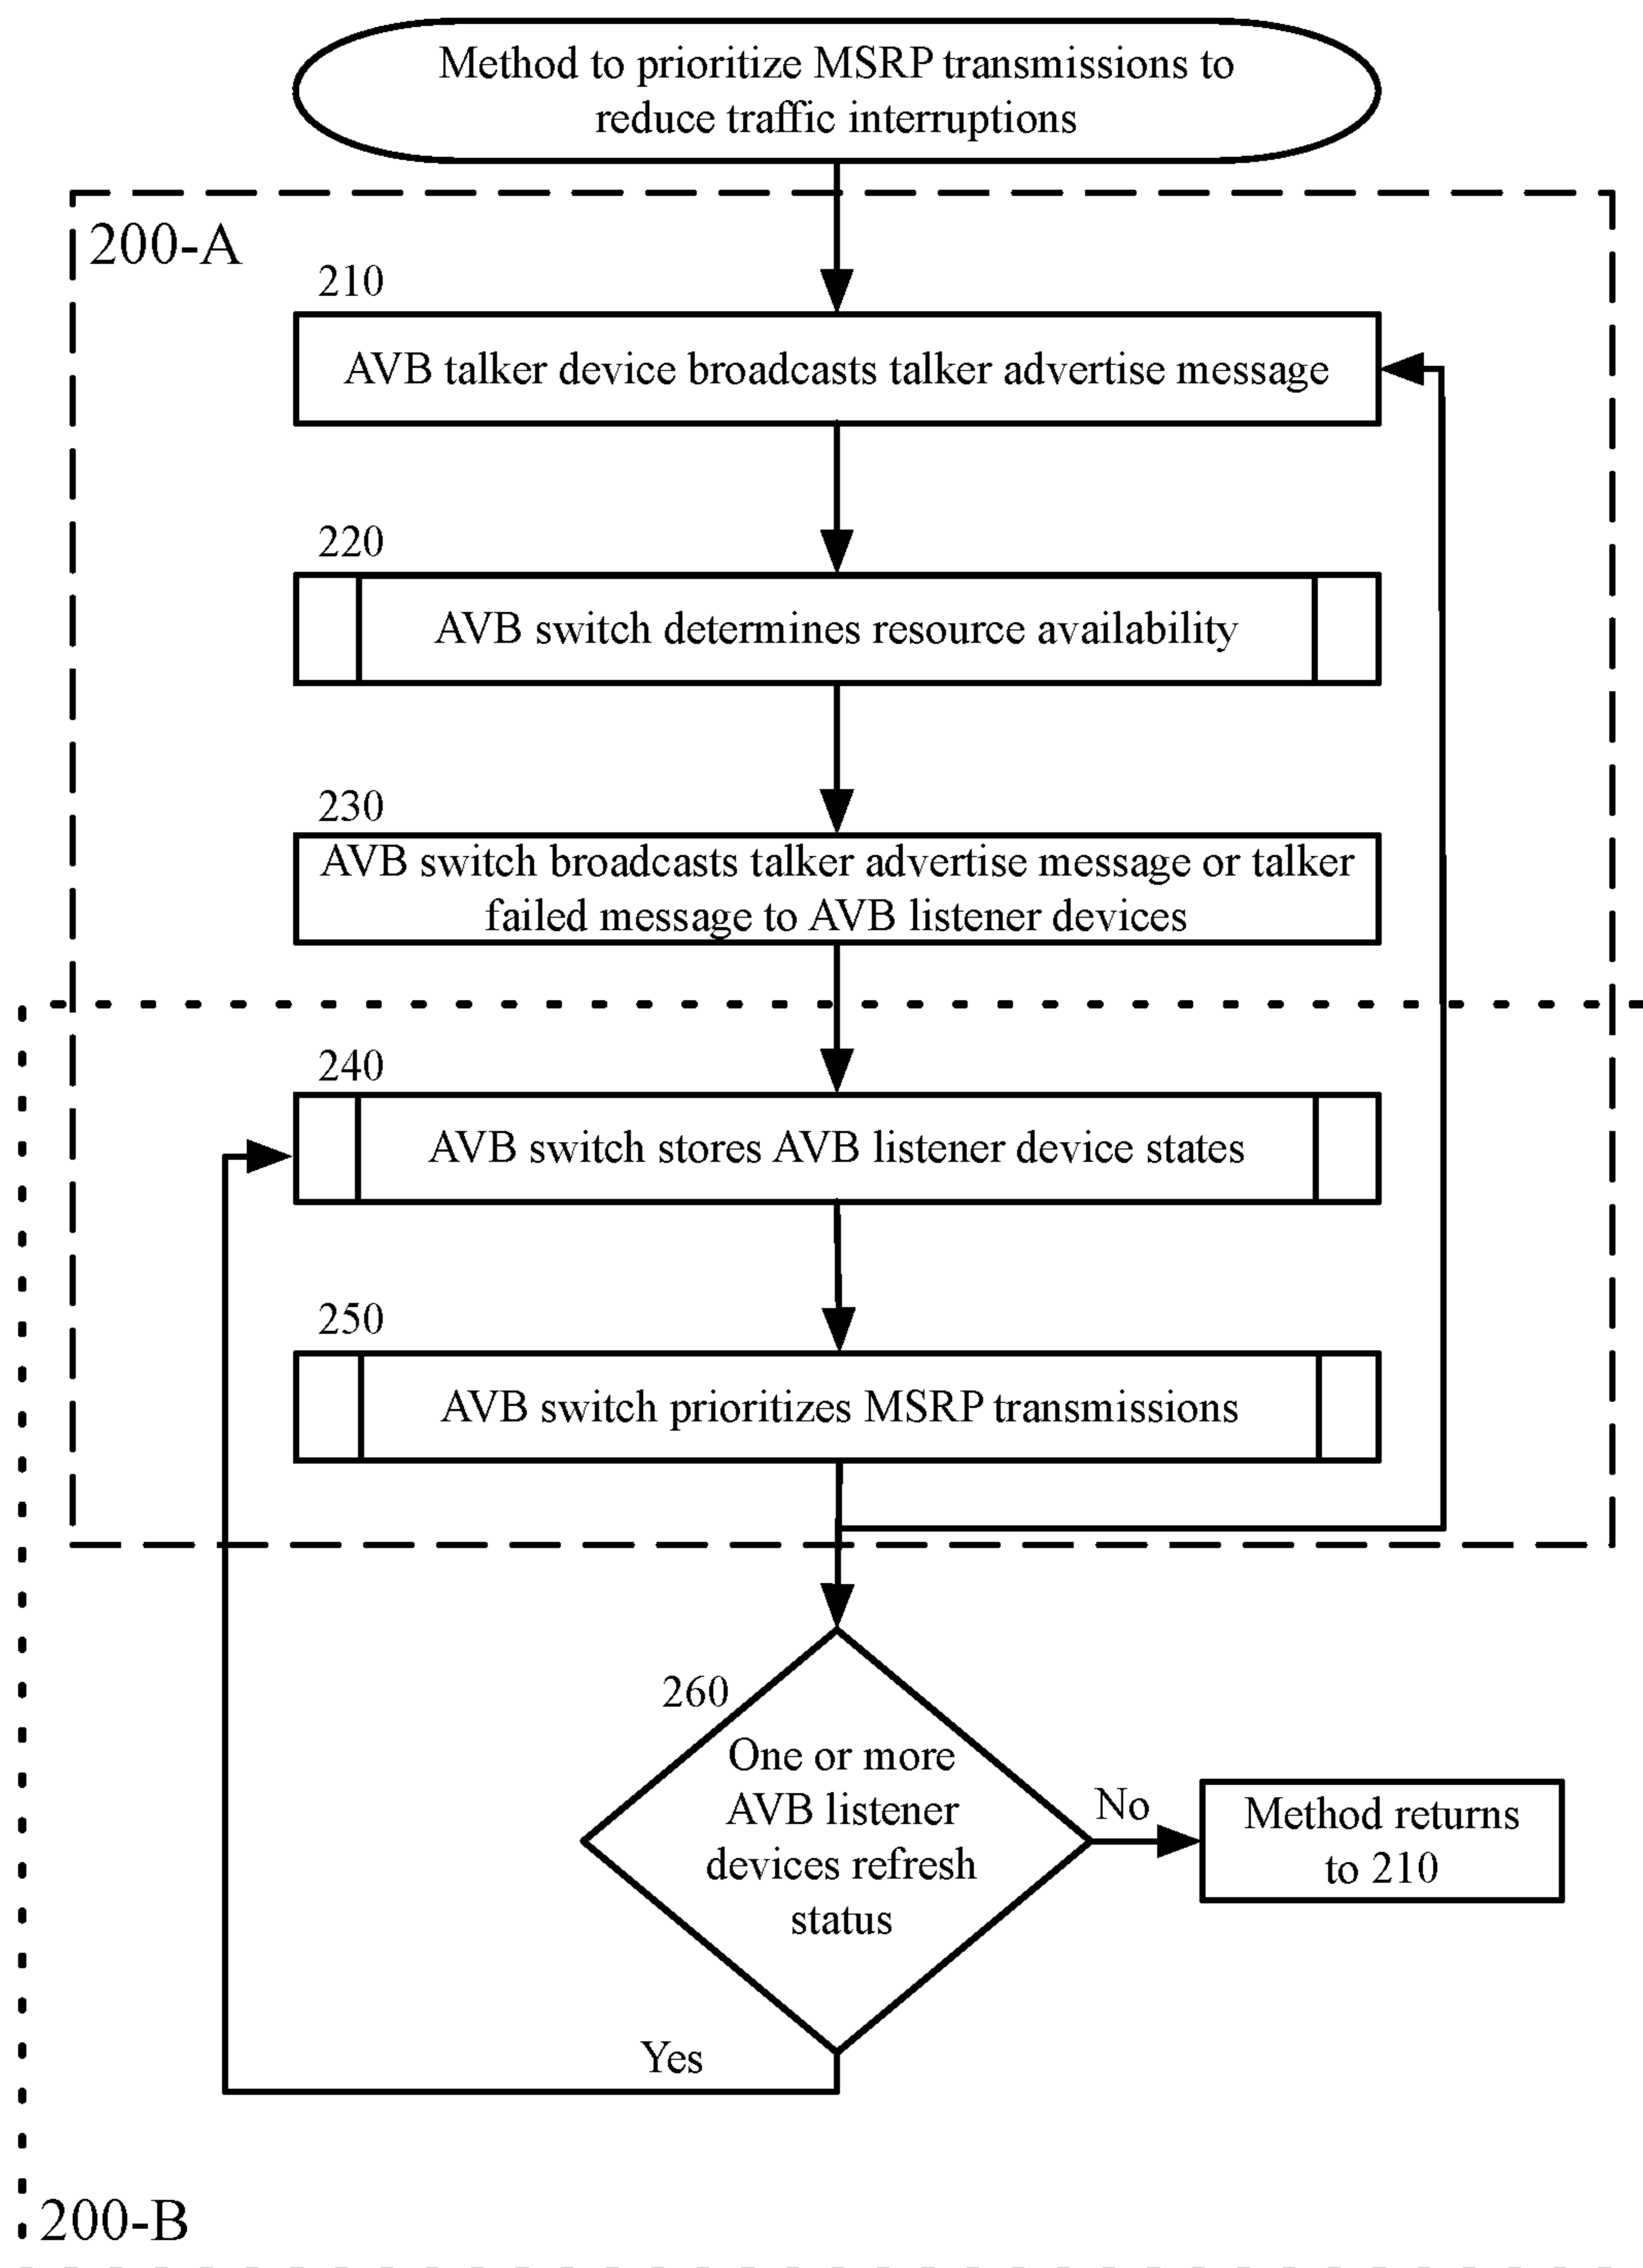 Method to prioritize MSRP transmissions to
reduce traffic interruptions
200-A
210
AVB talker device broadcasts talker advertise message
220
AVB switch determines resource availability
230
AVB switch broadcasts talker advertise message or talker
failed message to AVB listener devices
240
AVB switch stores AVB listener device states
250
AVB switch prioritizes MSRP transmissions
260
One or more
AVB listener
devices refresh
status
No
Method returns
to 210
Yes
200-B